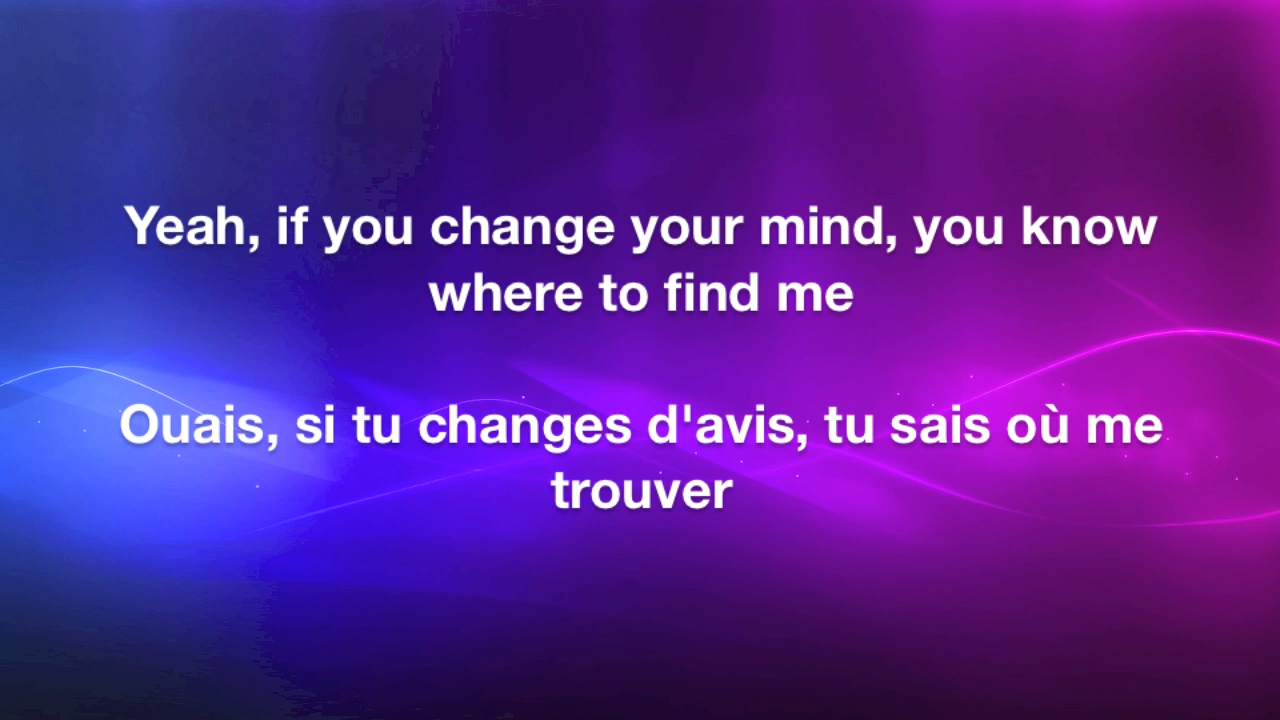 Yeah, if you change your mind, you know
where to find me
Ouais, si tu changes d'avis, tu sais où me
trouver